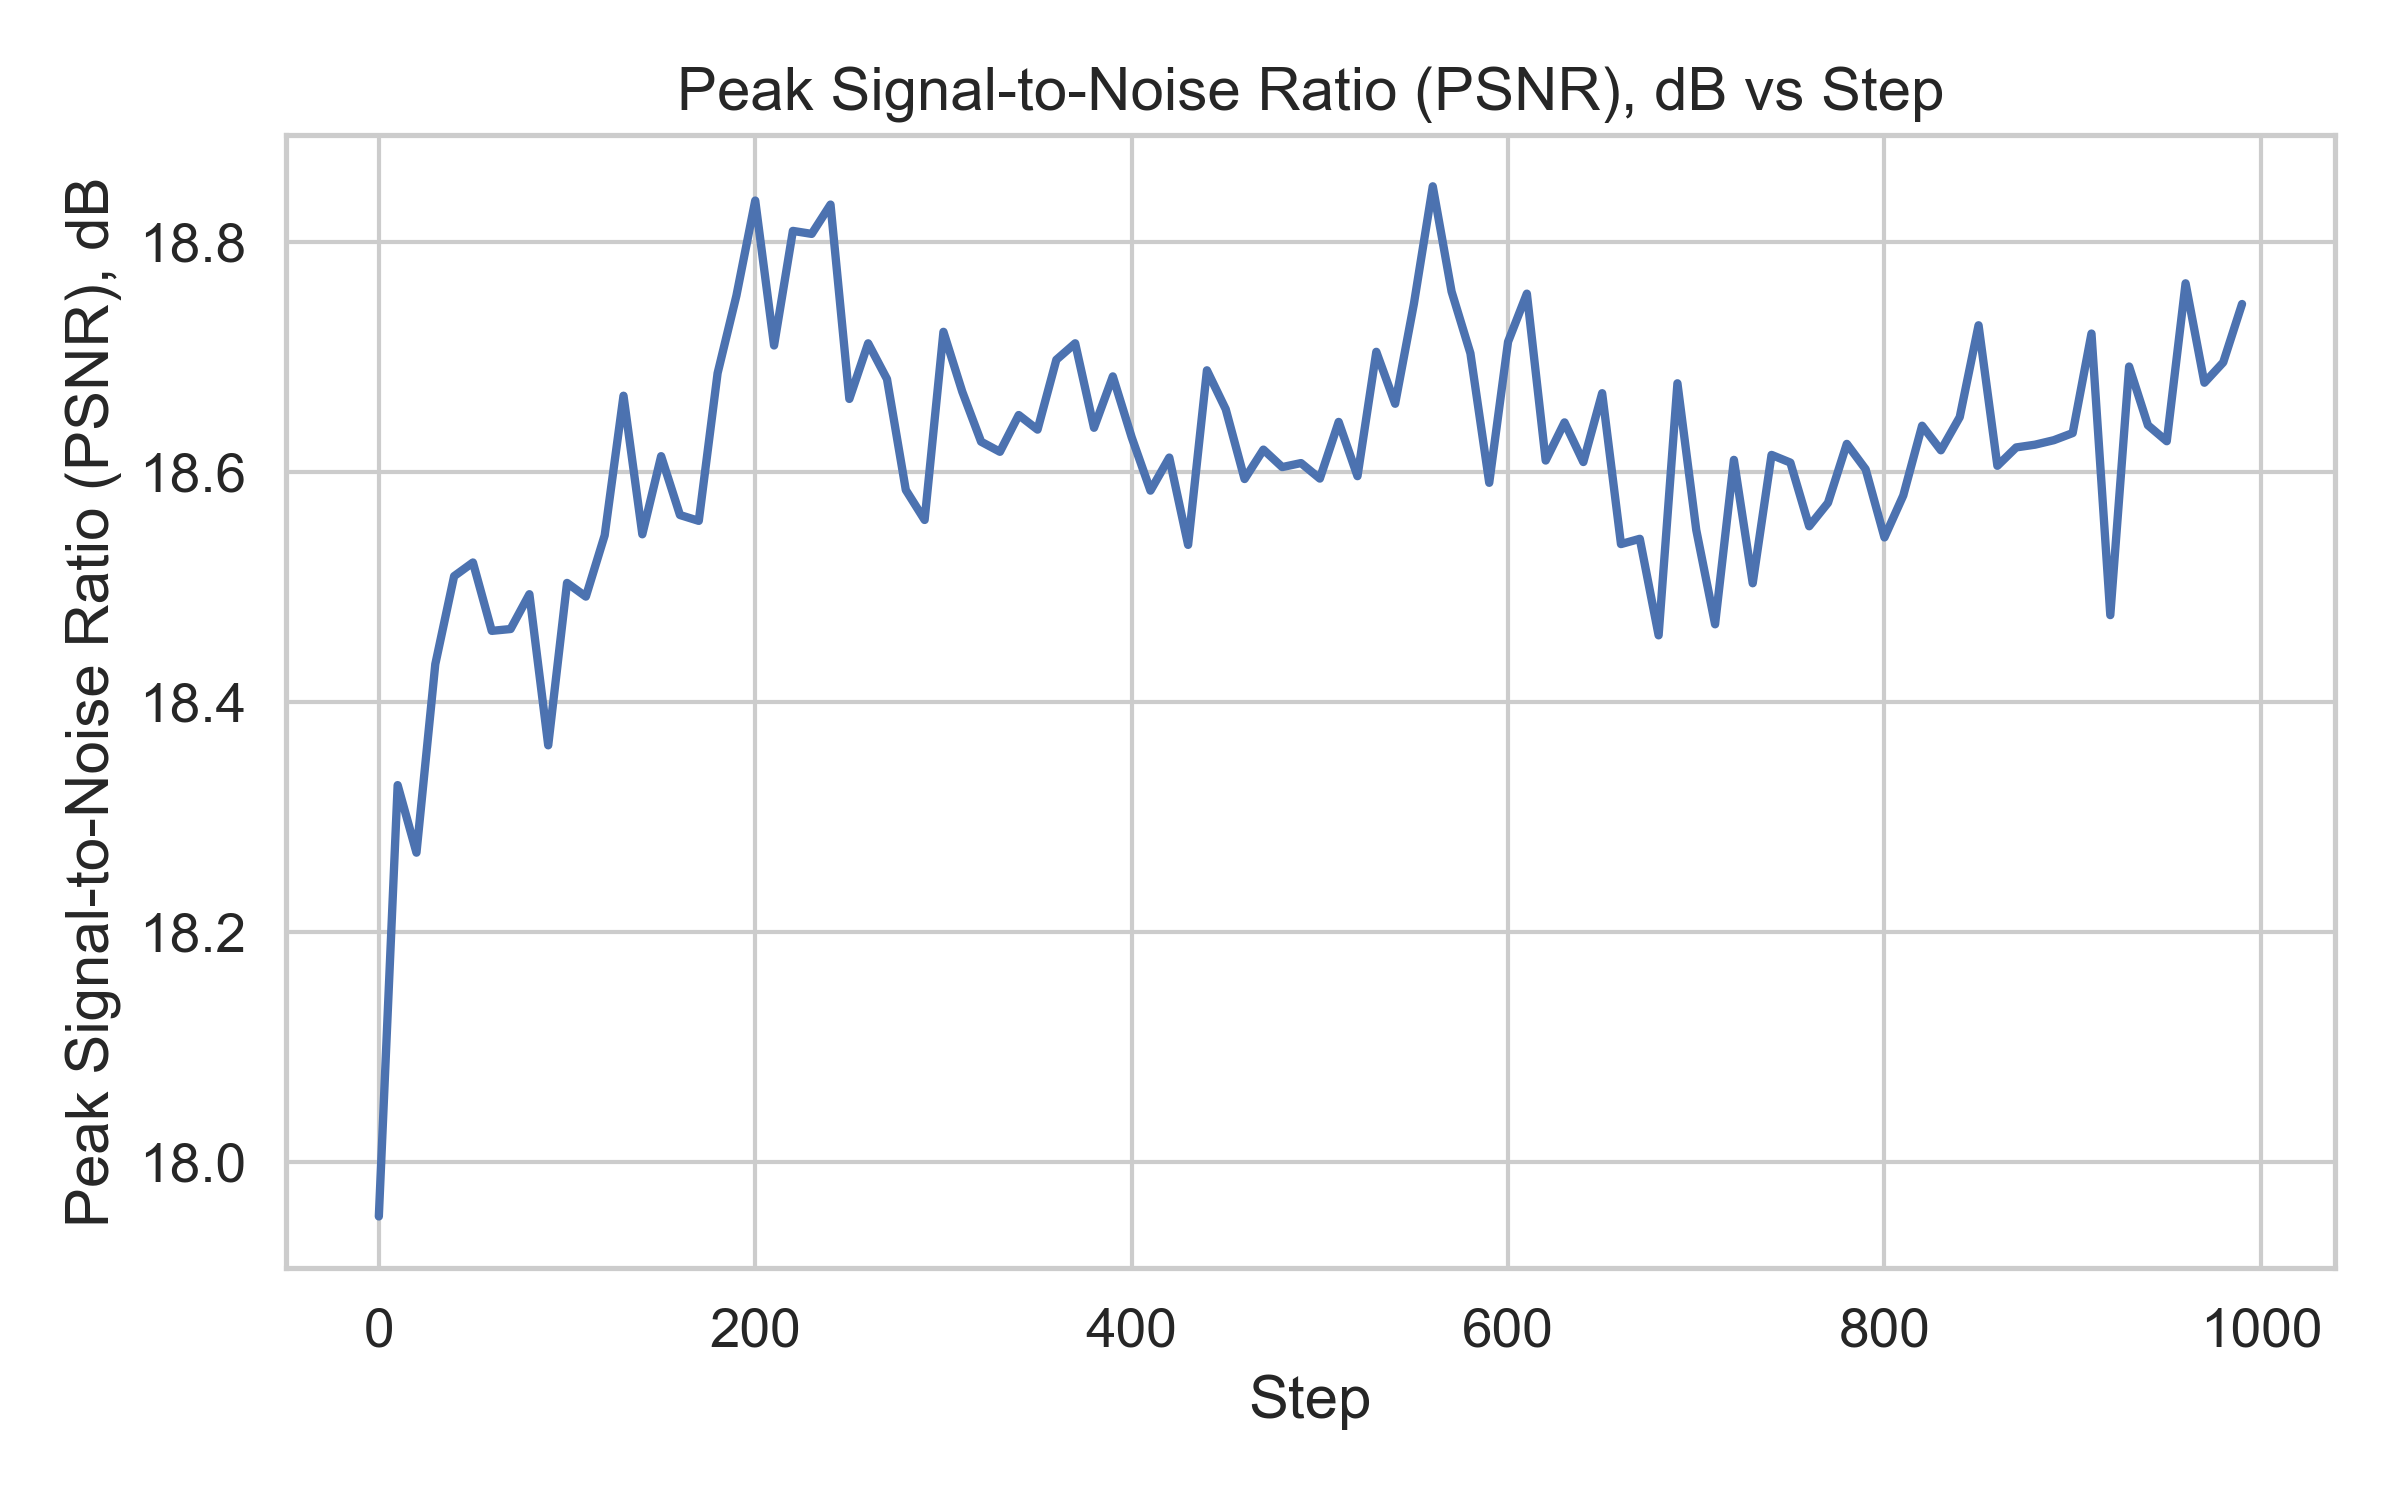 Peak Signal-to-Noise Ratio (PSNR), dB vs Step
Peak Signal-to-Noise Ratio (PSNR), dB
18.8
18.6
18.4
18.2
18.0
0 200 400 600 800 1000
Step